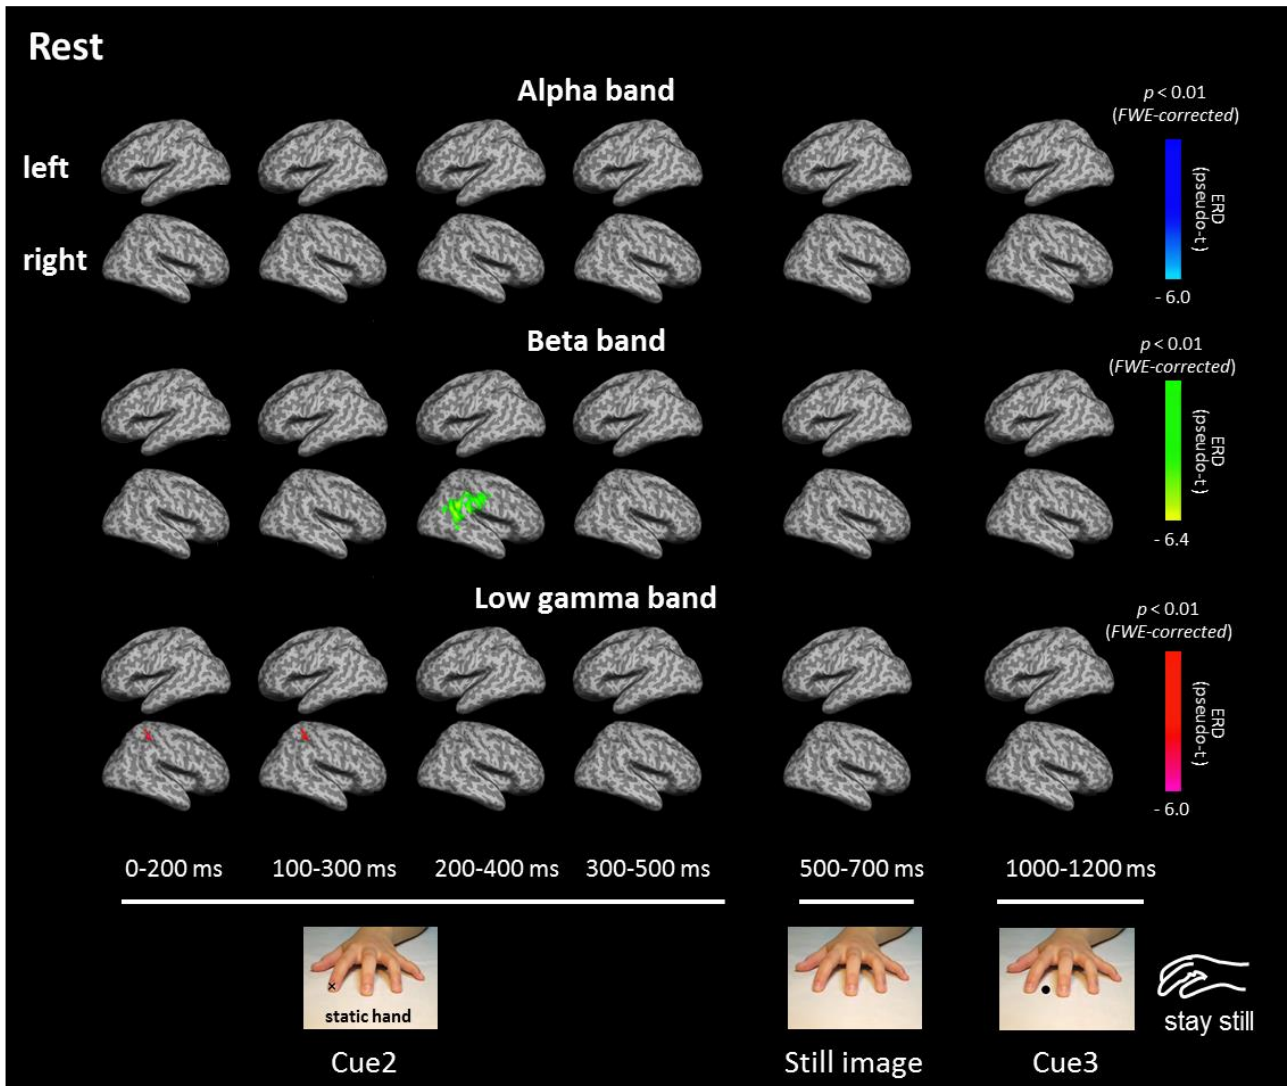 Rest
Alpha band
p < 0.01
(FWE-corrected)
left
right
ERD
(pseudo-t )
- 6.0
Beta band
p < 0.01
(FWE-corrected)
ERD
(pseudo-t )
- 6.4
Low gamma band
p < 0.01
(FWE-corrected)
ERD
(pseudo-t )
- 6.0
0-200 ms 100-300 ms 200-400 ms 300-500 ms 500-700 ms 1000-1200 ms
×
static hand
stay still
Cue2 Still image Cue3